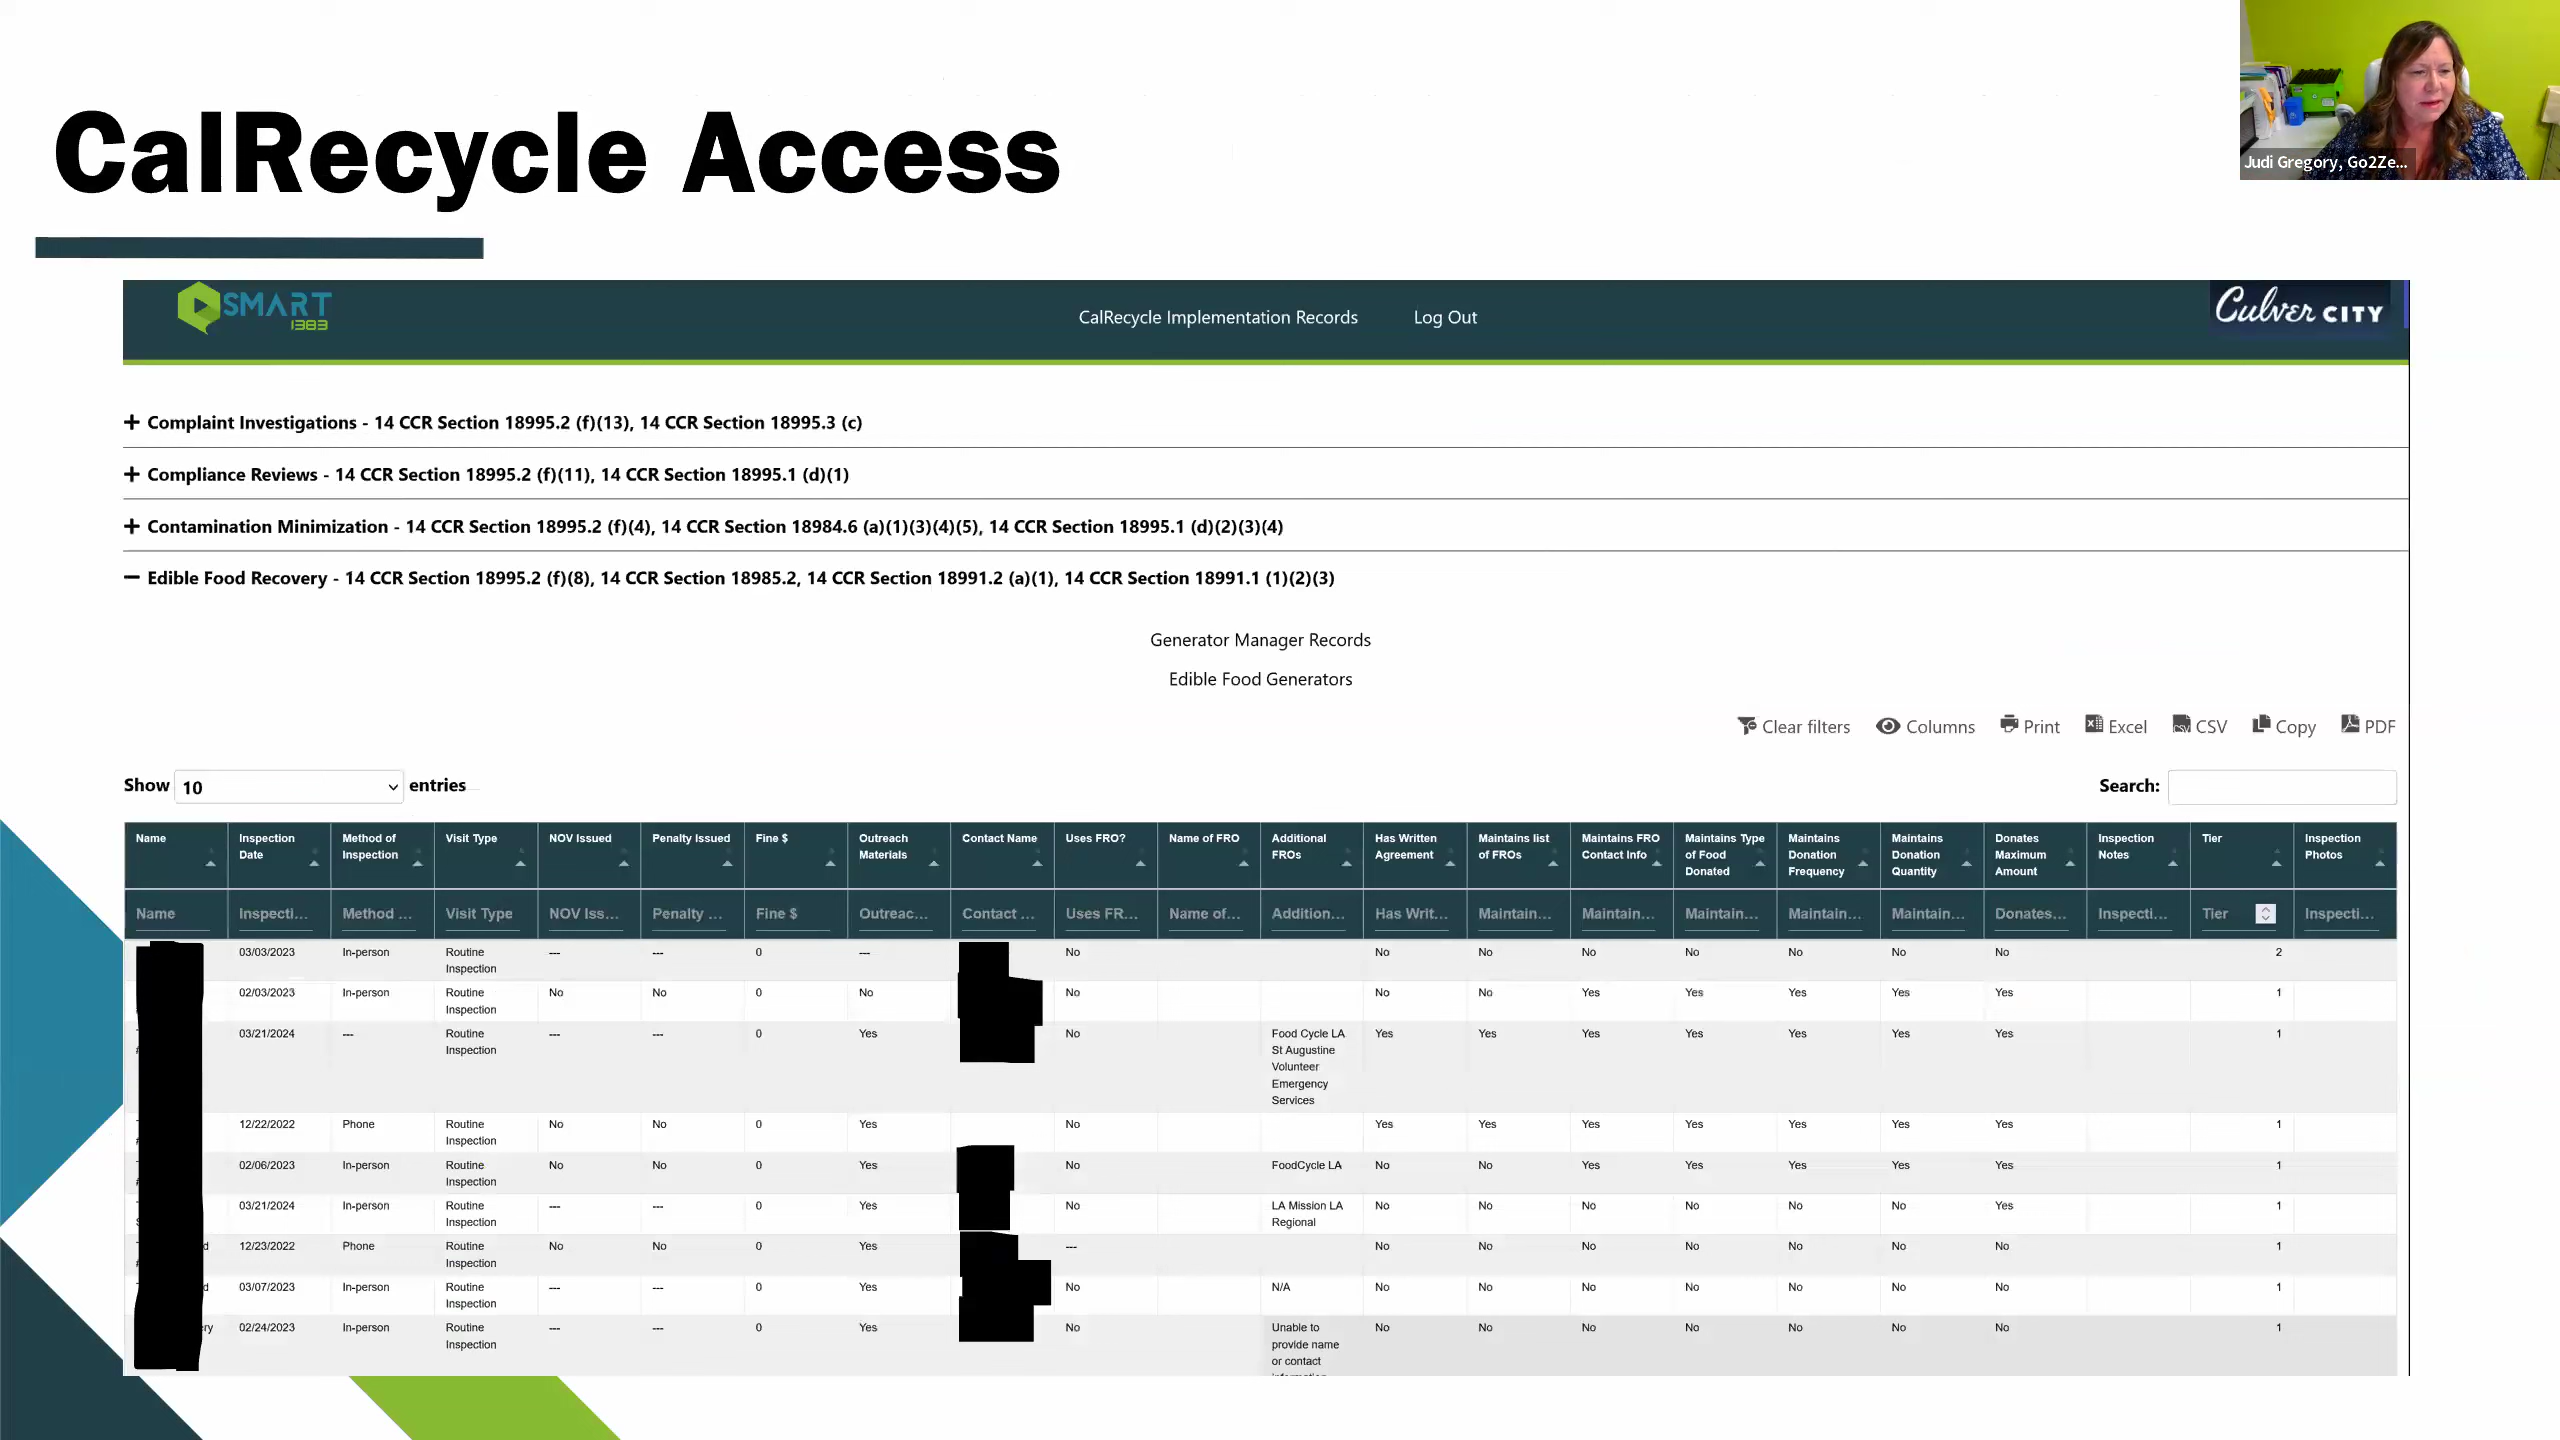 CalRecycle Access
Judi Gregory, Go2Ze...
SMART
1383
CalRecycle Implementation Records Log Out
Culver CITY
Complaint Investigations - 14 CCR Section 18995.2 (f)(13), 14 CCR Section 18995.3 (c)
Compliance Reviews - 14 CCR Section 18995.2 (f)(11), 14 CCR Section 18995.1 (d)(1)
Contamination Minimization - 14 CCR Section 18995.2 (f)(4), 14 CCR Section 18984.6 (a)(1)(3)(4)(5), 14 CCR Section 18995.1 (d)(2)(3)(4)
Edible Food Recovery - 14 CCR Section 18995.2 (f)(8), 14 CCR Section 18985.2, 14 CCR Section 18991.2 (a)(1), 14 CCR Section 18991.1 (1)(2)(3)
Generator Manager Records
Edible Food Generators
Clear filters Columns Print Excel CSV Copy PDF
Show 10 entries Search:
Name Inspection Date Method of Inspection Visit Type NOV Issued Penalty Issued Fine $ Outreach Materials Contact Name Uses FRO? Name of FRO Additional FROs Has Written Agreement Maintains list of FROs Maintains FRO Contact Info Maintains Type of Food Donated Maintains Donation Frequency Maintains Donation Quantity Donates Maximum Amount Inspection Notes Tier Inspection Photos
Name Inspecti... Method ... Visit Type NOV Iss... Penalty ... Fine $ Outreac... Contact ... Uses FR... Name of... Addition... Has Writ... Maintain... Maintain... Maintain... Maintain... Maintain... Donates... Inspecti... Tier Inspecti...
03/03/2023 In-person Routine Inspection --- --- 0 --- No No No No No No No No 2
02/03/2023 In-person Routine Inspection No No 0 No No No No Yes Yes Yes Yes Yes 1
03/21/2024 --- Routine Inspection --- --- 0 Yes No Food Cycle LA St Augustine Volunteer Emergency Services Yes Yes Yes Yes Yes Yes Yes 1
12/22/2022 Phone Routine Inspection No No 0 Yes No Yes Yes Yes Yes Yes Yes Yes 1
02/06/2023 In-person Routine Inspection No No 0 Yes No FoodCycle LA No No Yes Yes Yes Yes Yes 1
03/21/2024 In-person Routine Inspection --- --- 0 Yes No LA Mission LA Regional No No No No No No Yes 1
12/23/2022 Phone Routine Inspection No No 0 Yes --- No No No No No No No 1
03/07/2023 In-person Routine Inspection --- --- 0 Yes No N/A No No No No No No No 1
02/24/2023 In-person Routine Inspection --- --- 0 Yes No Unable to provide name or contact No No No No No No No 1